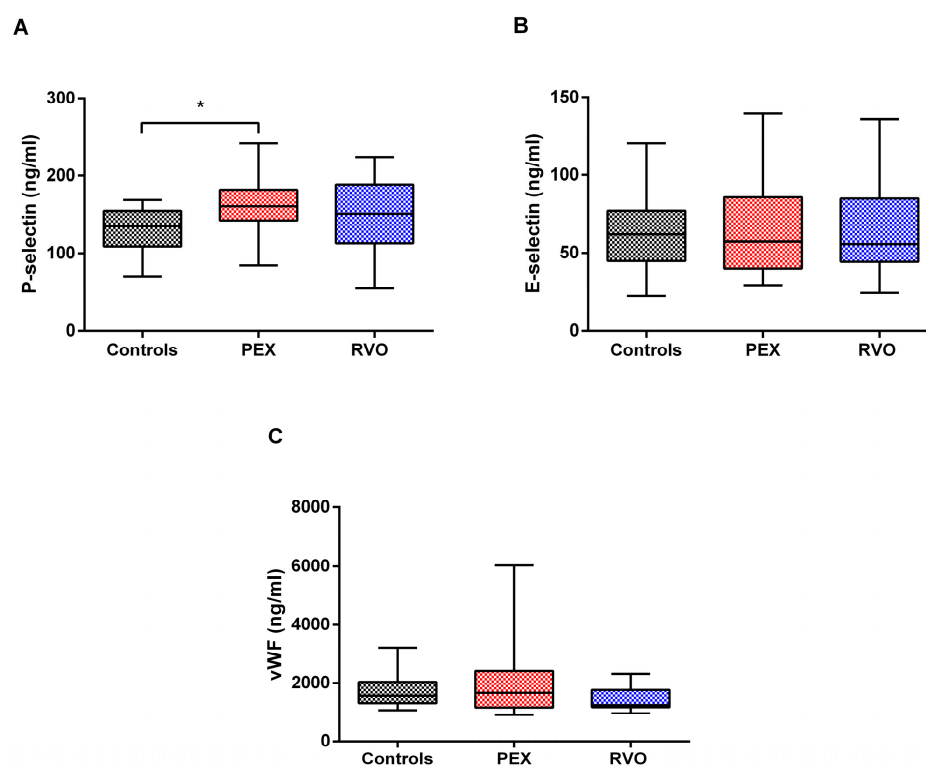 A
B
P-selectin (ng/ml)
300
200
100
0
*
Controls PEX RVO
E-selectin (ng/ml)
150
100
50
0
Controls PEX RVO
C
vWF (ng/ml)
8000
6000
4000
2000
0
Controls PEX RVO